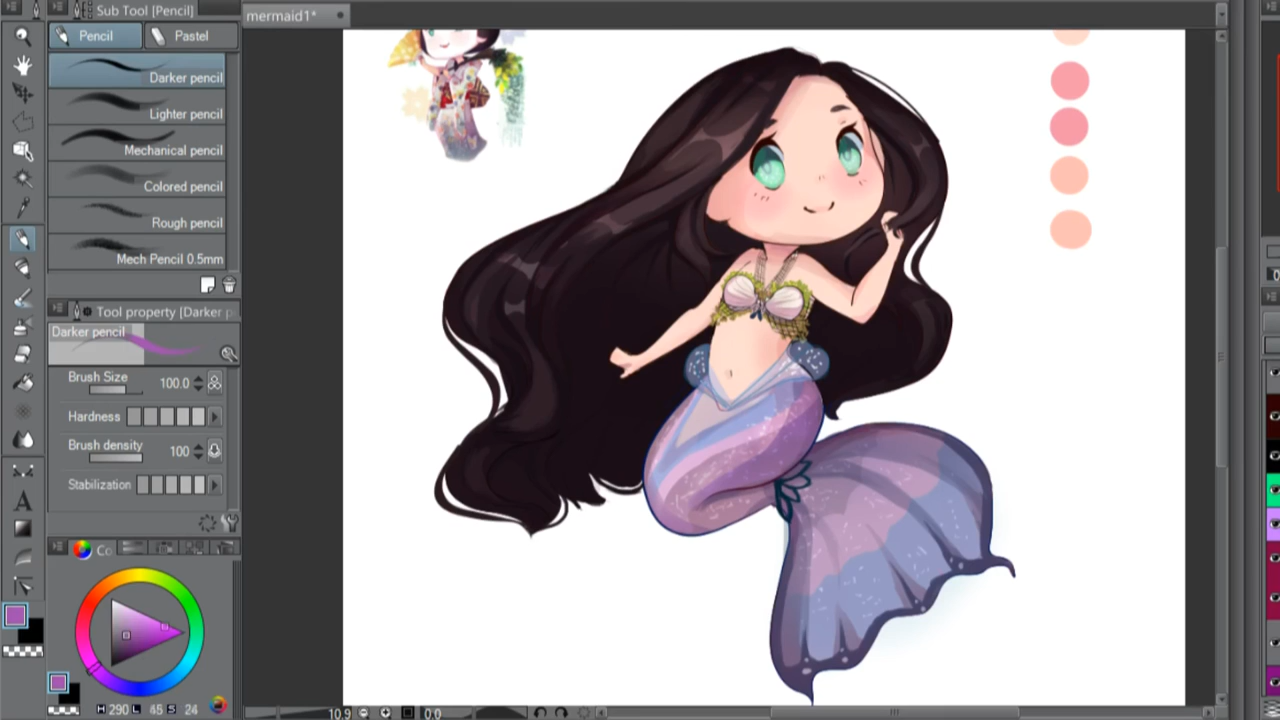 Sub Tool [Pencil]
mermaid1*
Pencil
Pastel
Darker pencil
Lighter pencil
Mechanical pencil
Colored pencil
Rough pencil
Mech Pencil 0.5mm
Tool property [Darker p
Darker pencil
Brush Size 100.0
Hardness
Brush density 100
Stabilization
Co
H 290 L 45 S 24
10.9
0.0